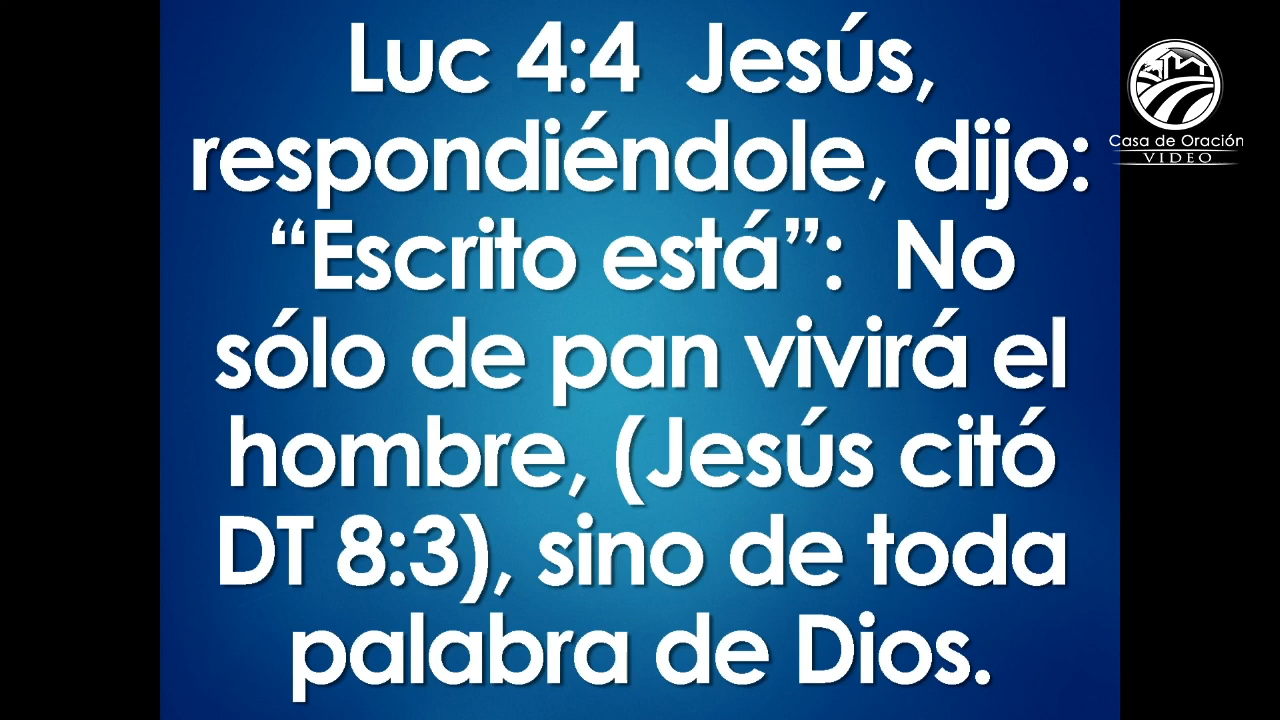 Luc 4:4  Jesús,
respondiéndole, dijo:
“Escrito está”:  No
sólo de pan vivirá el
hombre, (Jesús citó
DT 8:3), sino de toda
palabra de Dios.
Casa de Oración
VIDEO